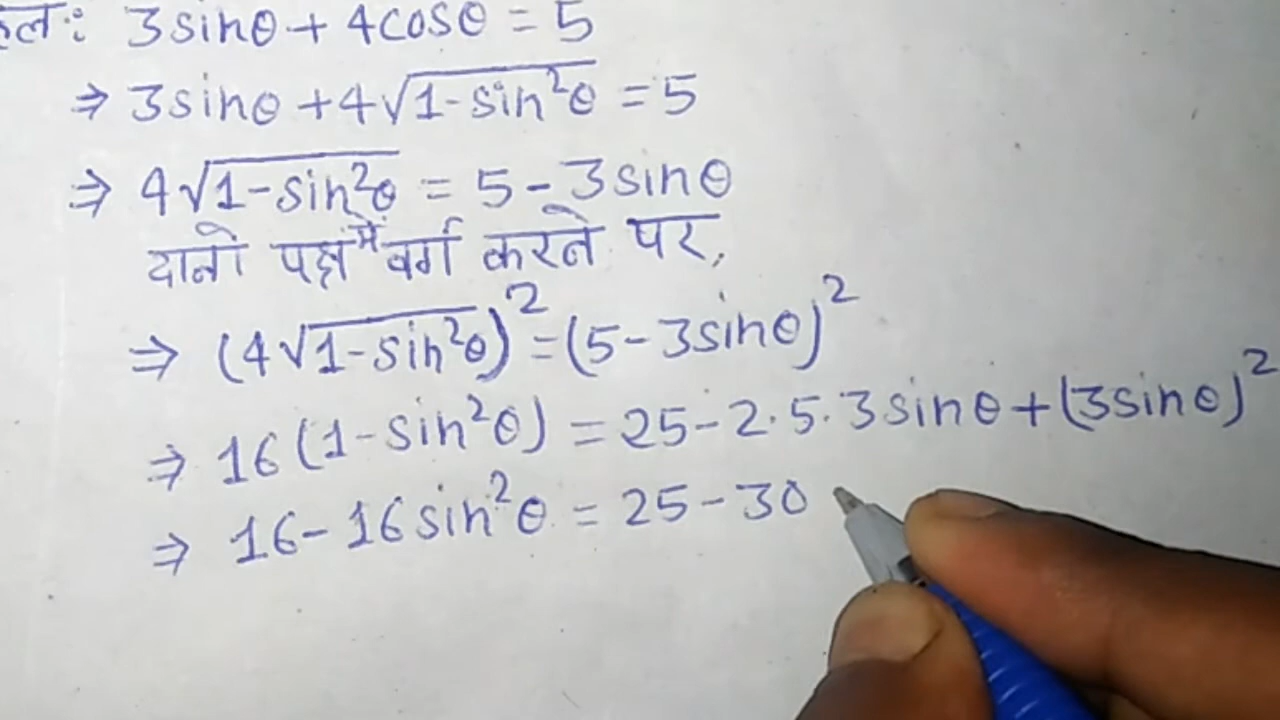 हल: 3sinθ + 4cosθ = 5
⇒ 3sinθ + 4√1-sin²θ = 5
⇒ 4√1-sin²θ = 5 - 3sinθ
दानो पक्ष में वर्ग करने पर,
⇒ (4√1-sin²θ)² = (5 - 3sinθ)²
⇒ 16(1-sin²θ) = 25 - 2.5.3sinθ + (3sinθ)²
⇒ 16 - 16sin²θ = 25 - 30